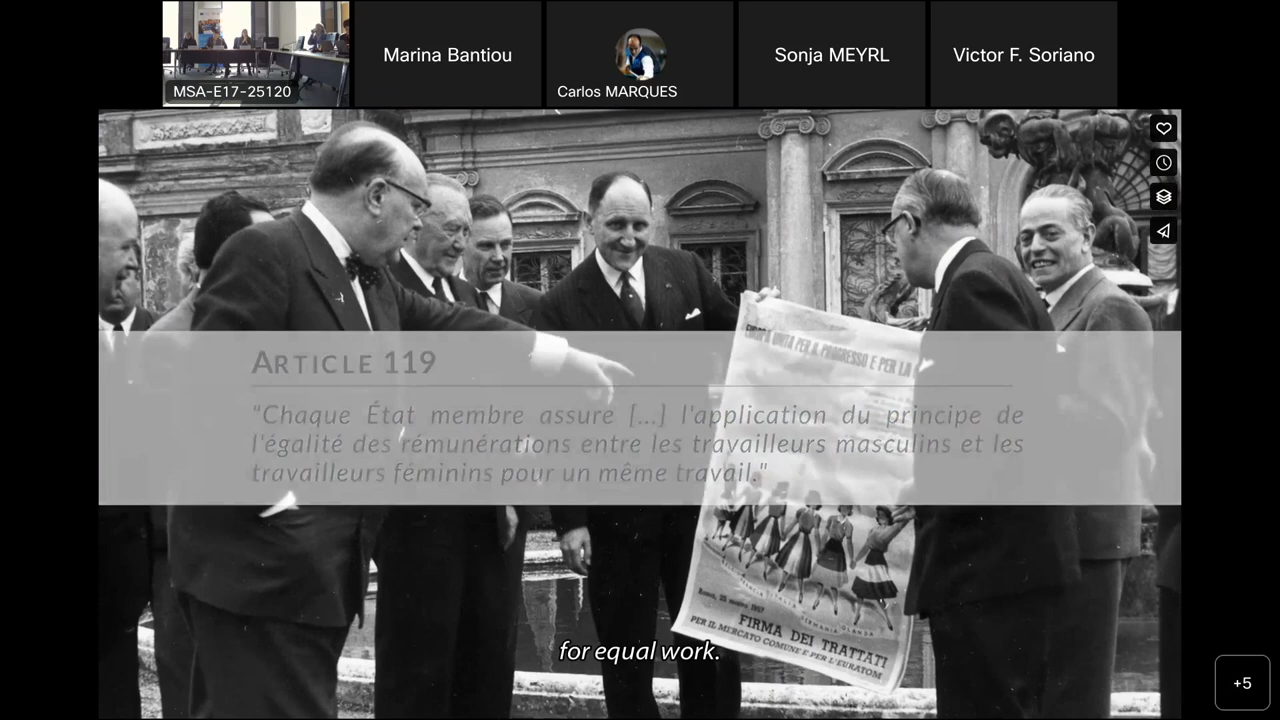 MSA-E17-25120
Marina Bantiou
Carlos MARQUES
Sonja MEYRL
Victor F. Soriano
EUROPA UNITA PER IL PROGRESSO E PER LA
ARTICLE 119
"Chaque État membre assure [...] l'application du principe de
l'égalité des rémunérations entre les travailleurs masculins et les
travailleurs féminins pour un même travail."
GERMANIA OLANDA
Roma, 25 marzo 1957
FIRMA DEI TRATTATI
PER IL MERCATO COMUNE E PER L'EURATOM
for equal work.
+5